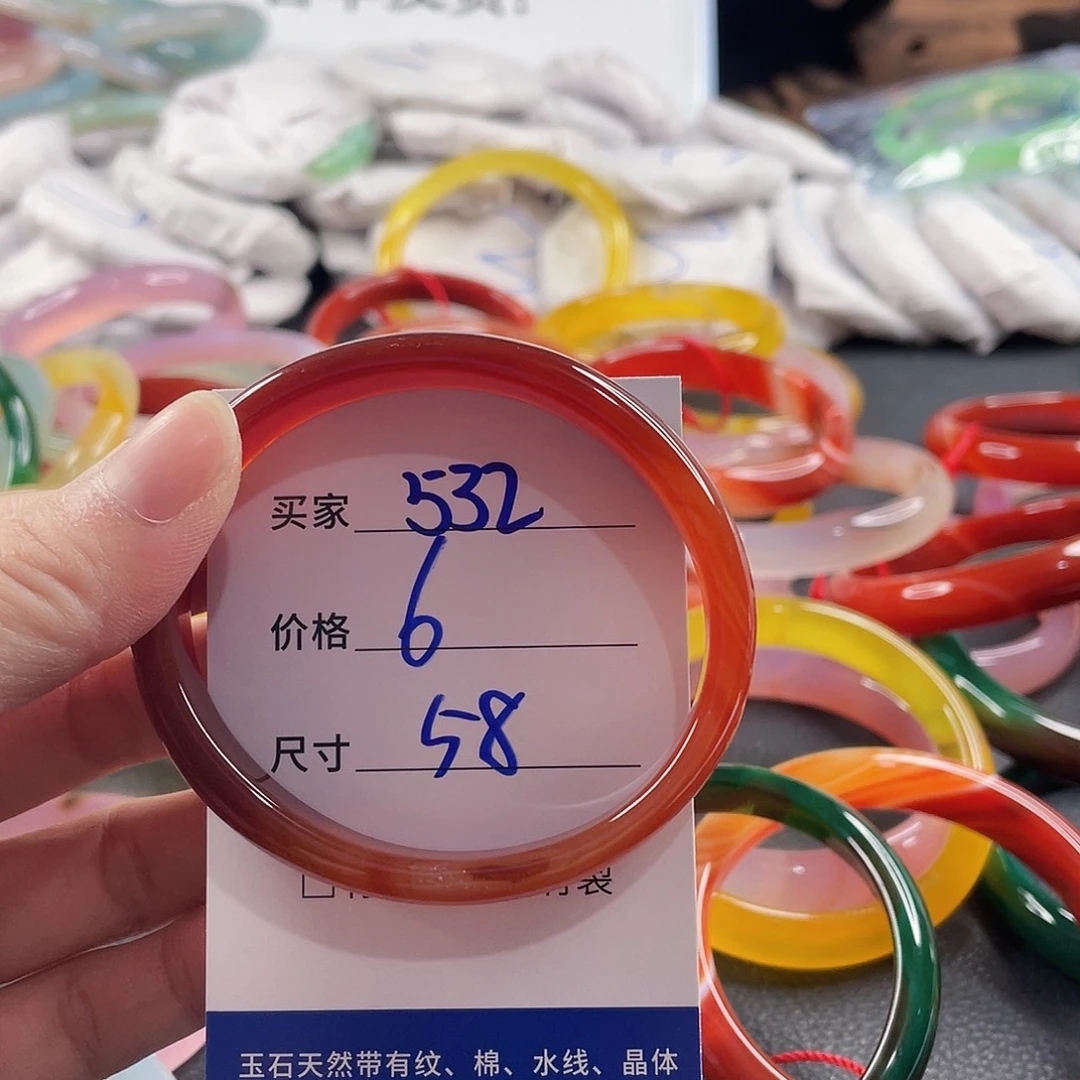 买家 532
价格 6
尺寸 58
玉石天然带有纹、棉、水线、晶体